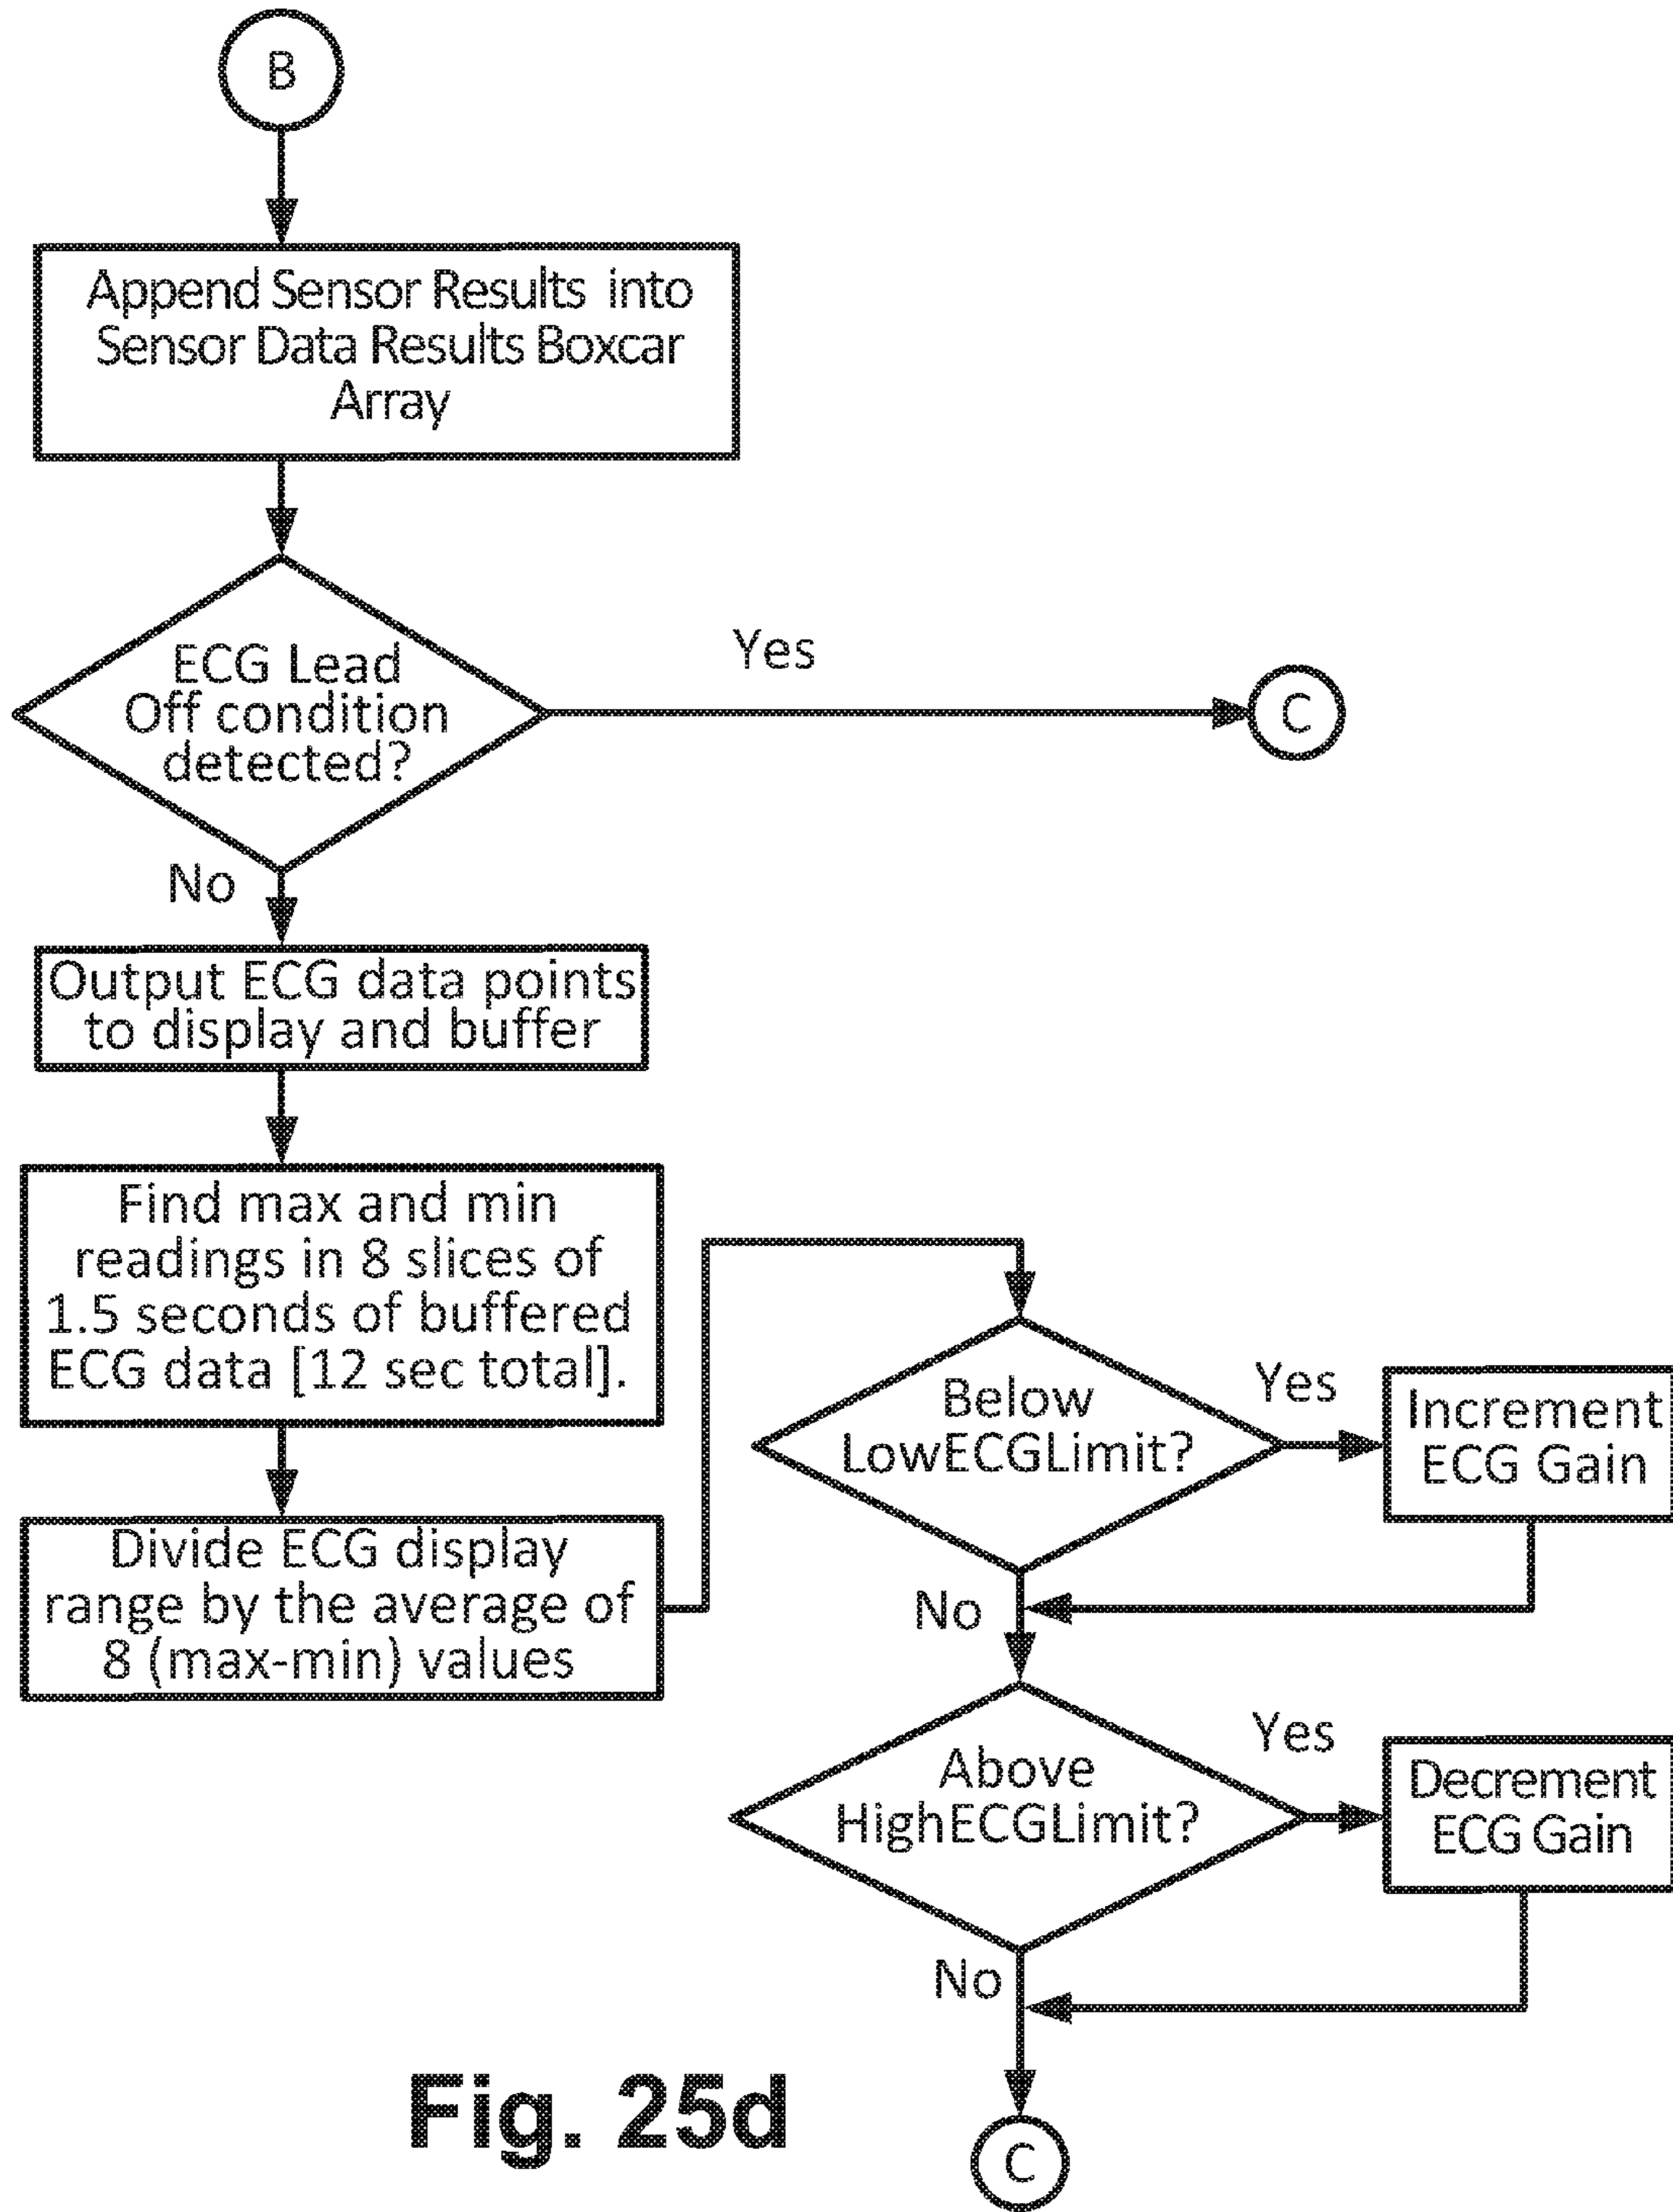 B
Append Sensor Results into
Sensor Data Results Boxcar
Array
ECG Lead
Off condition
detected?
Yes
C
No
Output ECG data points
to display and buffer
Find max and min
readings in 8 slices of
1.5 seconds of buffered
ECG data [12 sec total].
Divide ECG display
range by the average of
8 (max-min) values
Below
LowECGLimit?
Yes
Increment
ECG Gain
No
Above
HighECGLimit?
Yes
Decrement
ECG Gain
No
C
Fig. 25d